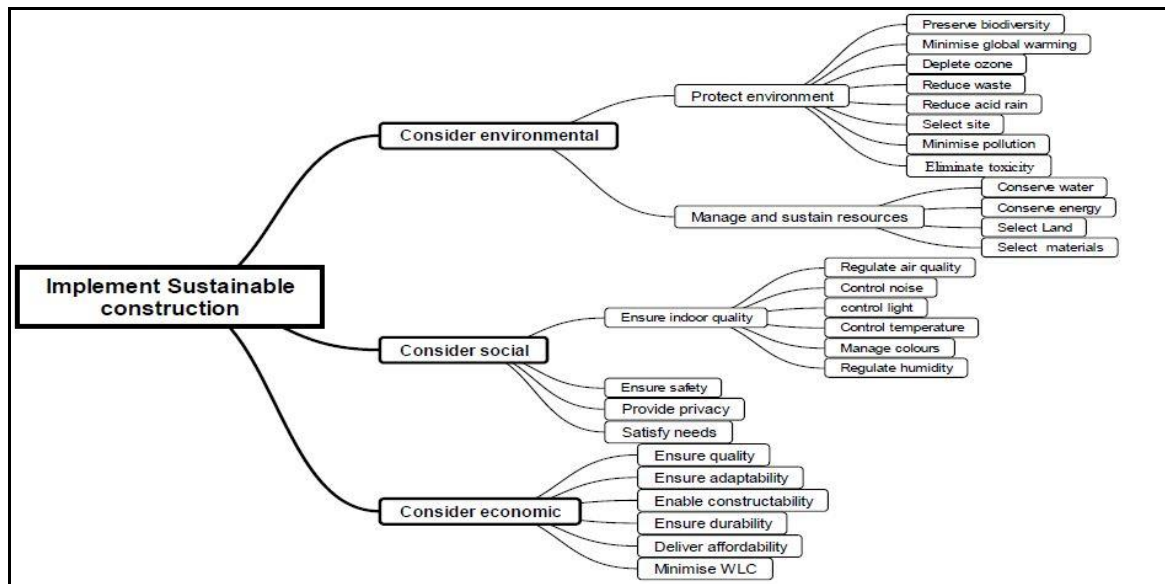 Implement Sustainable
construction
Consider environmental
Protect environment
Preserve biodiversity
Minimise global warming
Deplete ozone
Reduce waste
Reduce acid rain
Select site
Minimise pollution
Eliminate toxicity
Manage and sustain resources
Conserve water
Conserve energy
Select Land
Select materials
Consider social
Ensure indoor quality
Regulate air quality
Control noise
control light
Control temperature
Manage colours
Regulate humidity
Ensure safety
Provide privacy
Satisfy needs
Consider economic
Ensure quality
Ensure adaptability
Enable constructability
Ensure durability
Deliver affordability
Minimise WLC